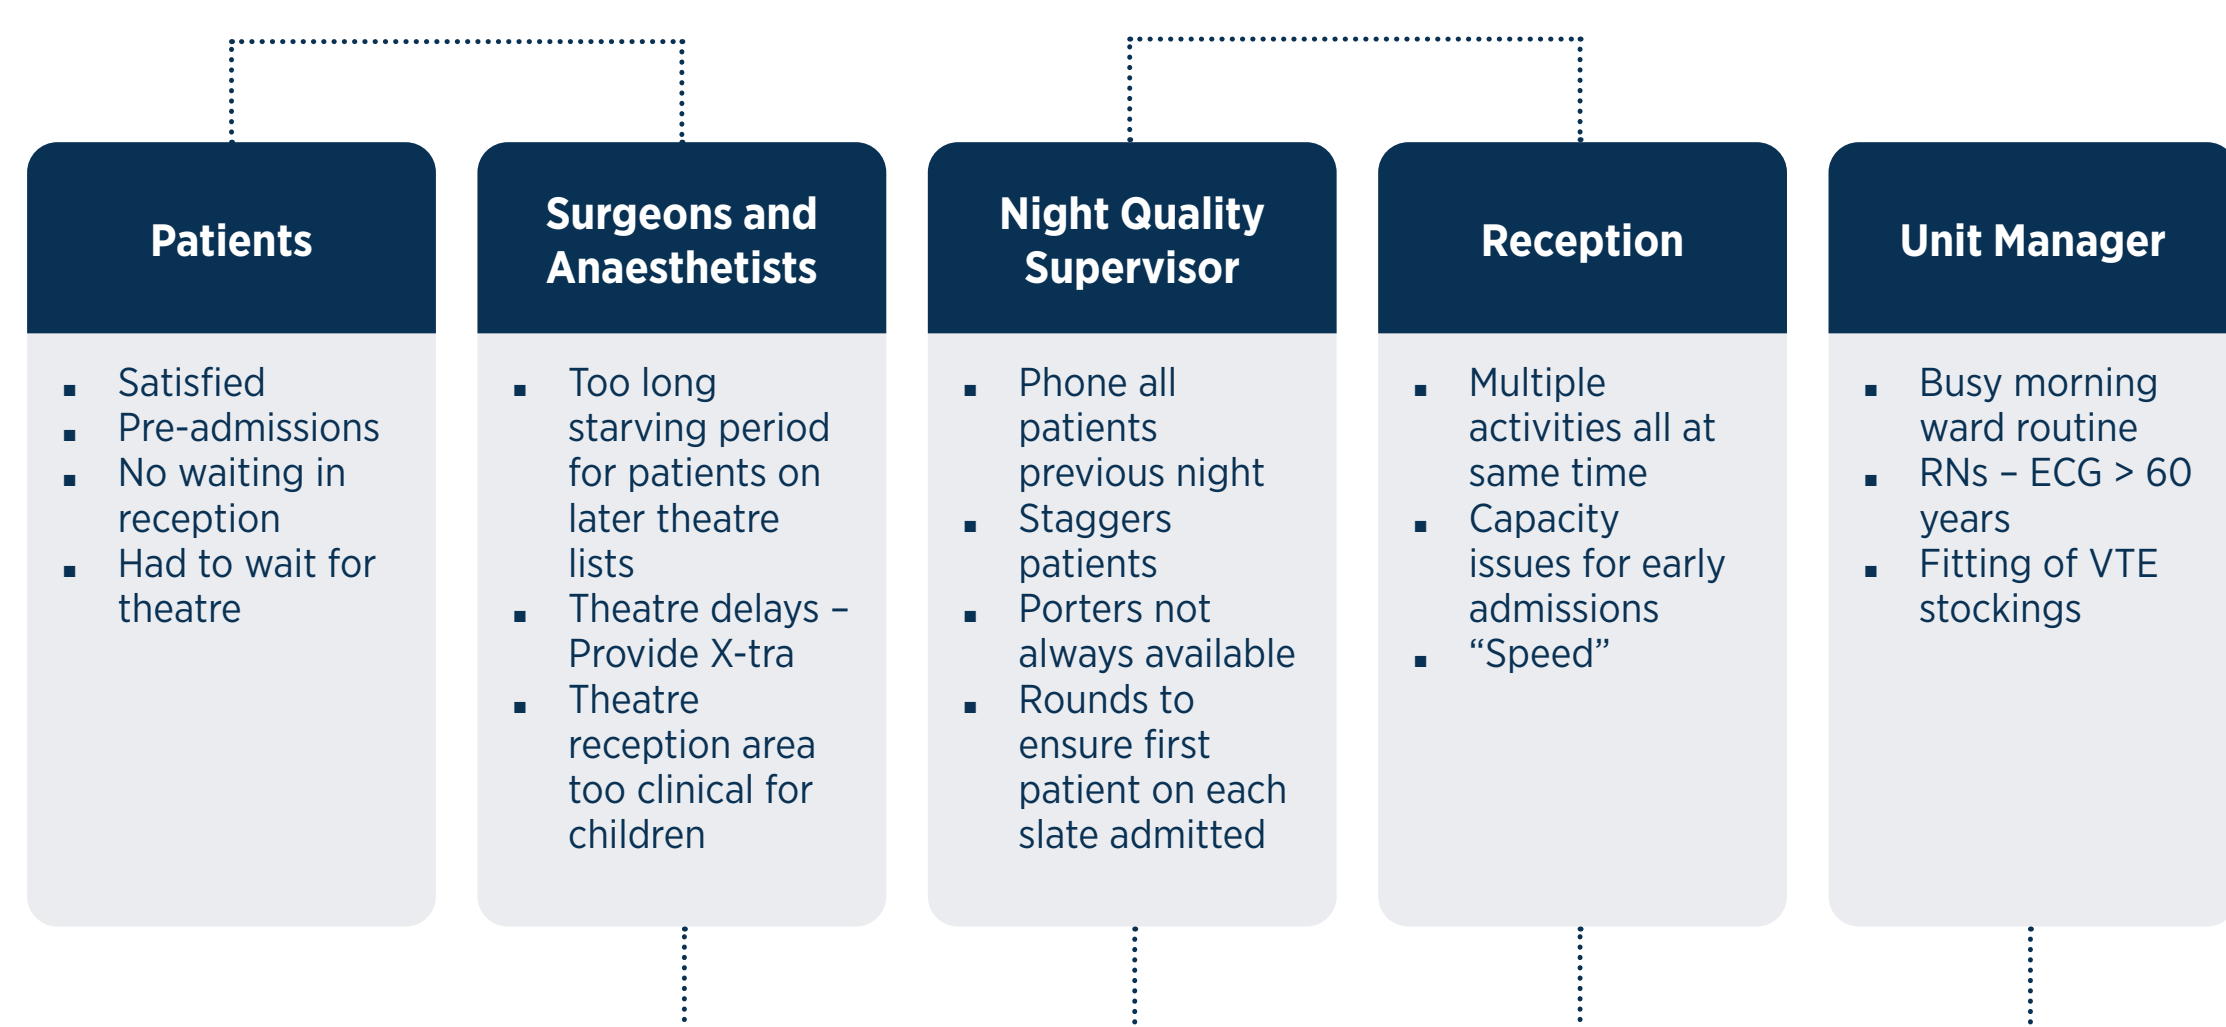 Patients
▪ Satisfied
▪ Pre-admissions
▪ No waiting in
reception
▪ Had to wait for
theatre
Surgeons and
Anaesthetists
▪ Too long
starving period
for patients on
later theatre
lists
▪ Theatre delays –
Provide X-tra
▪ Theatre
reception area
too clinical for
children
Night Quality
Supervisor
▪ Phone all
patients
previous night
▪ Staggers
patients
▪ Porters not
always available
▪ Rounds to
ensure first
patient on each
slate admitted
Reception
▪ Multiple
activities all at
same time
▪ Capacity
issues for early
admissions
▪ “Speed”
Unit Manager
▪ Busy morning
ward routine
▪ RNs – ECG > 60
years
▪ Fitting of VTE
stockings